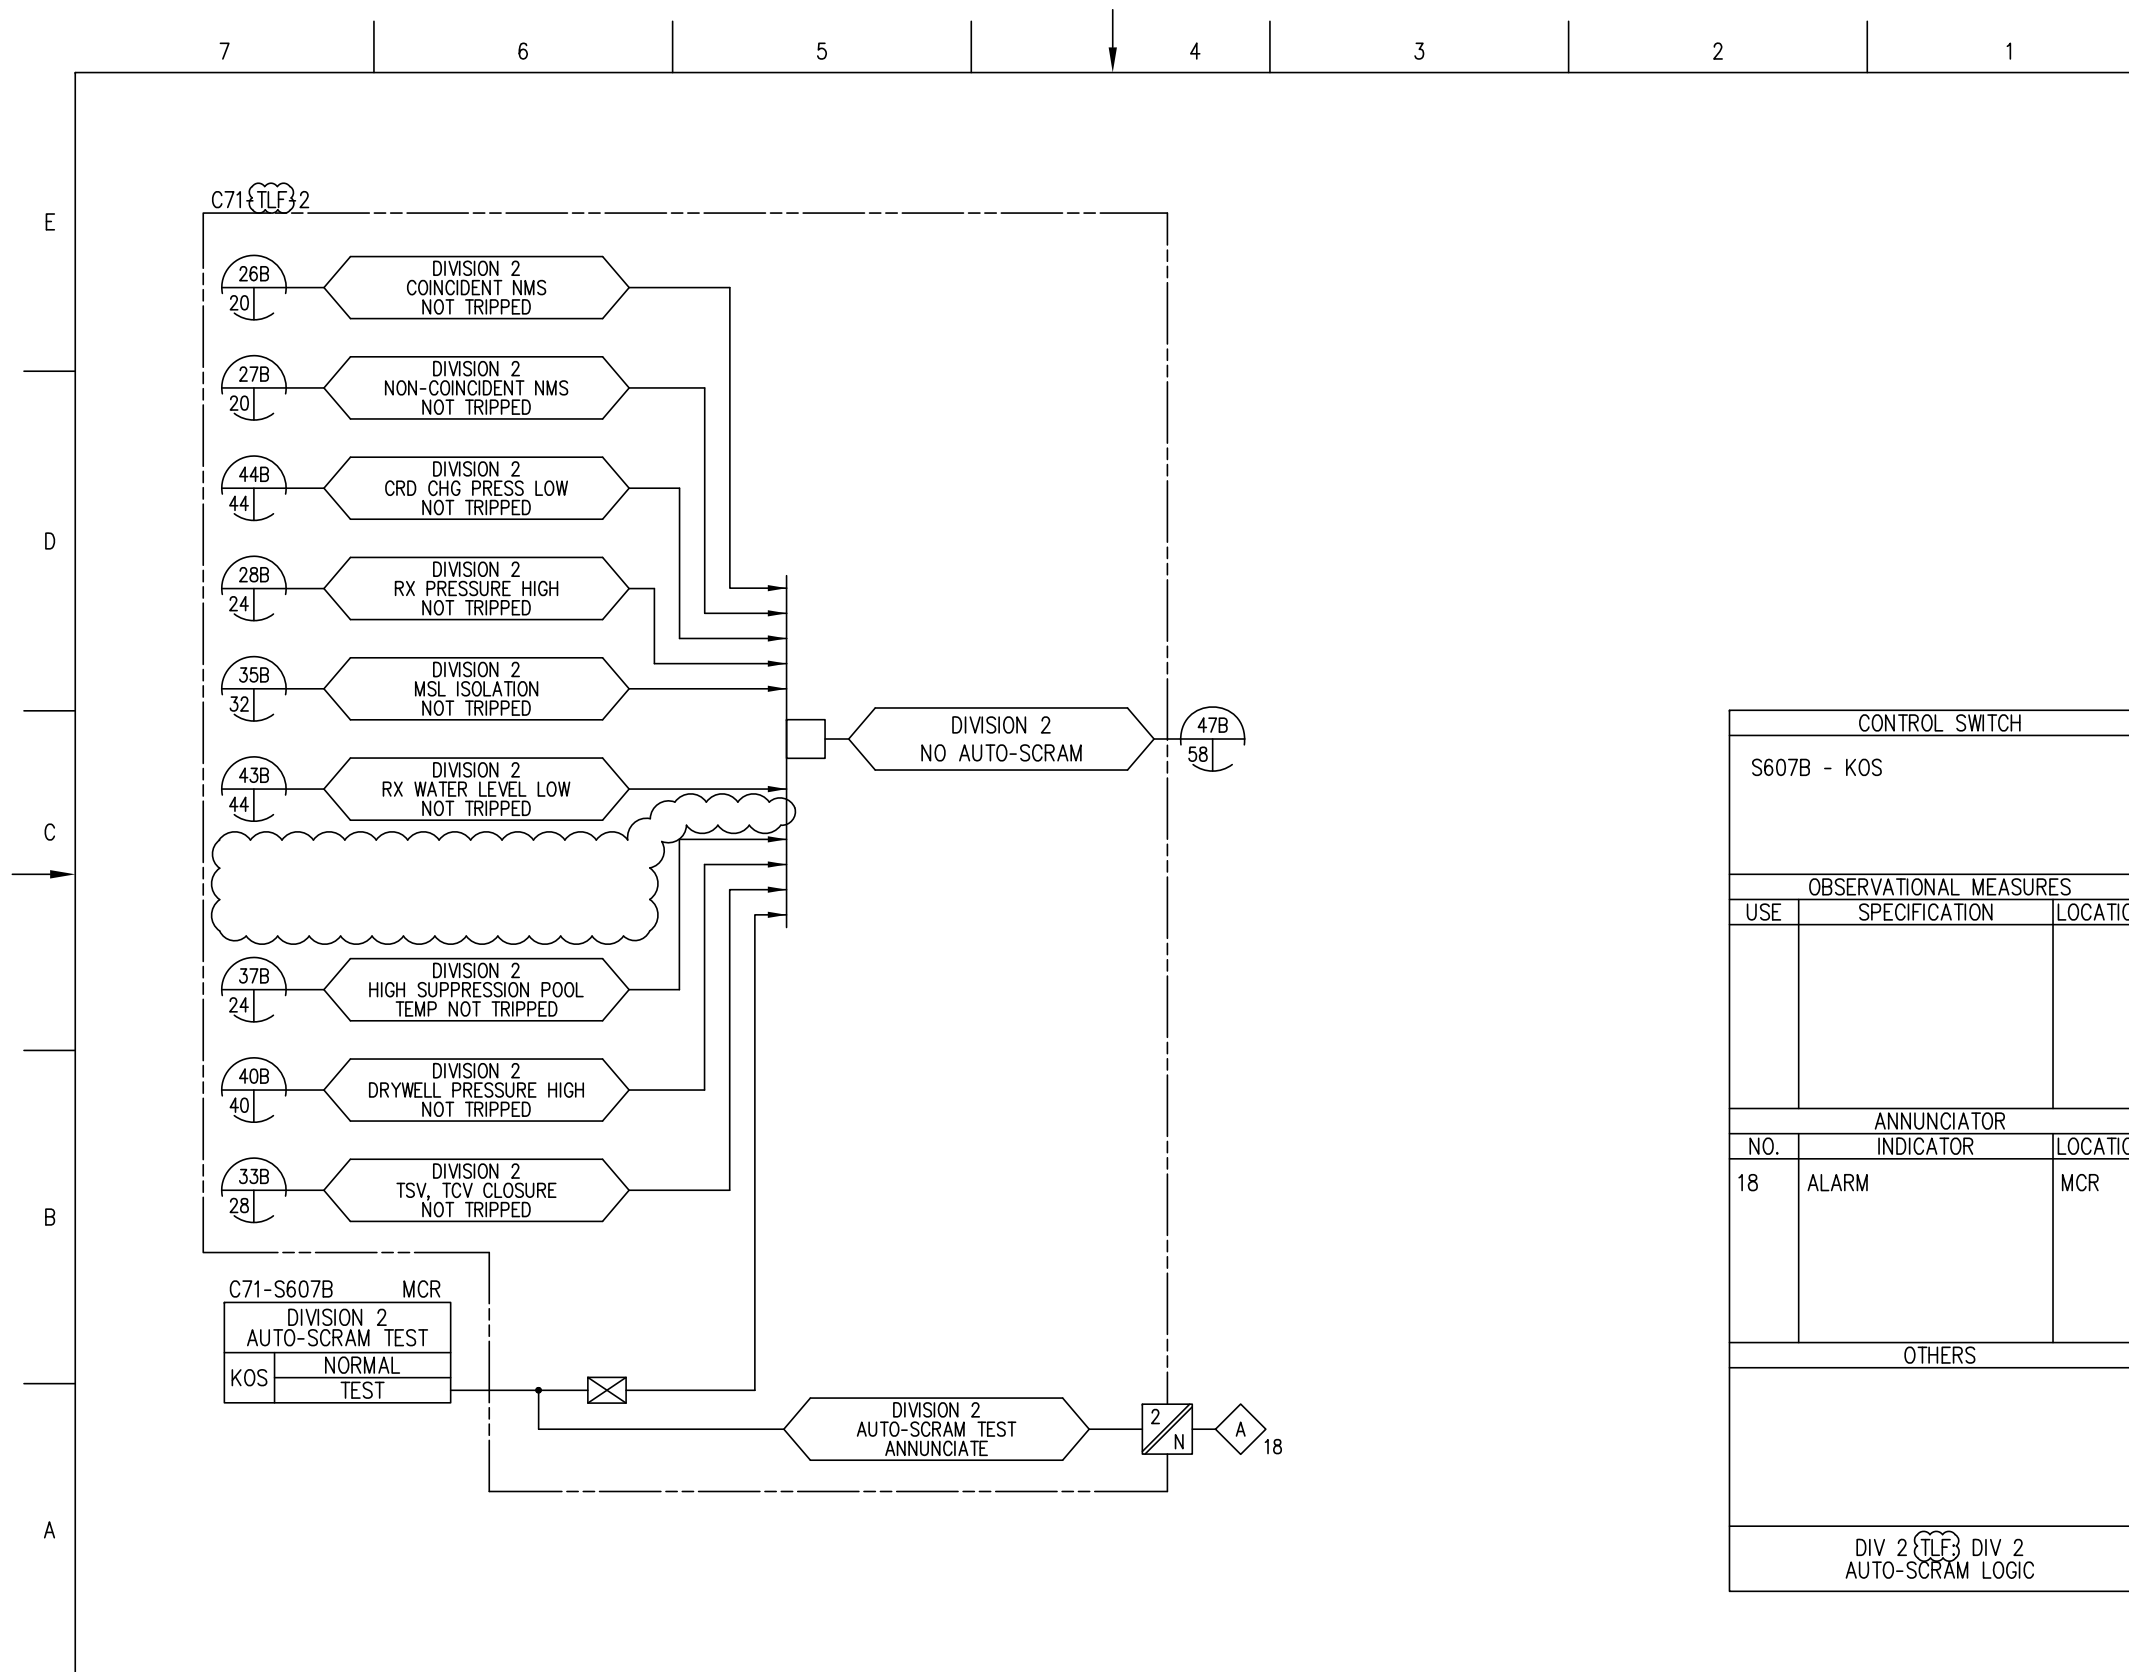 7 6 5 4 3 2 1
E
D
C
B
A
C71-TLF-2
26B
20
DIVISION 2
COINCIDENT NMS
NOT TRIPPED
27B
20
DIVISION 2
NON-COINCIDENT NMS
NOT TRIPPED
44B
44
DIVISION 2
CRD CHG PRESS LOW
NOT TRIPPED
28B
24
DIVISION 2
RX PRESSURE HIGH
NOT TRIPPED
35B
32
DIVISION 2
MSL ISOLATION
NOT TRIPPED
43B
44
DIVISION 2
RX WATER LEVEL LOW
NOT TRIPPED
37B
24
DIVISION 2
HIGH SUPPRESSION POOL
TEMP NOT TRIPPED
40B
40
DIVISION 2
DRYWELL PRESSURE HIGH
NOT TRIPPED
33B
28
DIVISION 2
TSV, TCV CLOSURE
NOT TRIPPED
DIVISION 2
NO AUTO-SCRAM
47B
58
C71-S607B MCR
DIVISION 2
AUTO-SCRAM TEST
KOS
NORMAL
TEST
DIVISION 2
AUTO-SCRAM TEST
ANNUNCIATE
2
N
A
18
CONTROL SWITCH
S607B - KOS
OBSERVATIONAL MEASURES
USE SPECIFICATION LOCATIO
ANNUNCIATOR
NO. INDICATOR LOCATIO
18 ALARM MCR
OTHERS
DIV 2 TLF: DIV 2
AUTO-SCRAM LOGIC